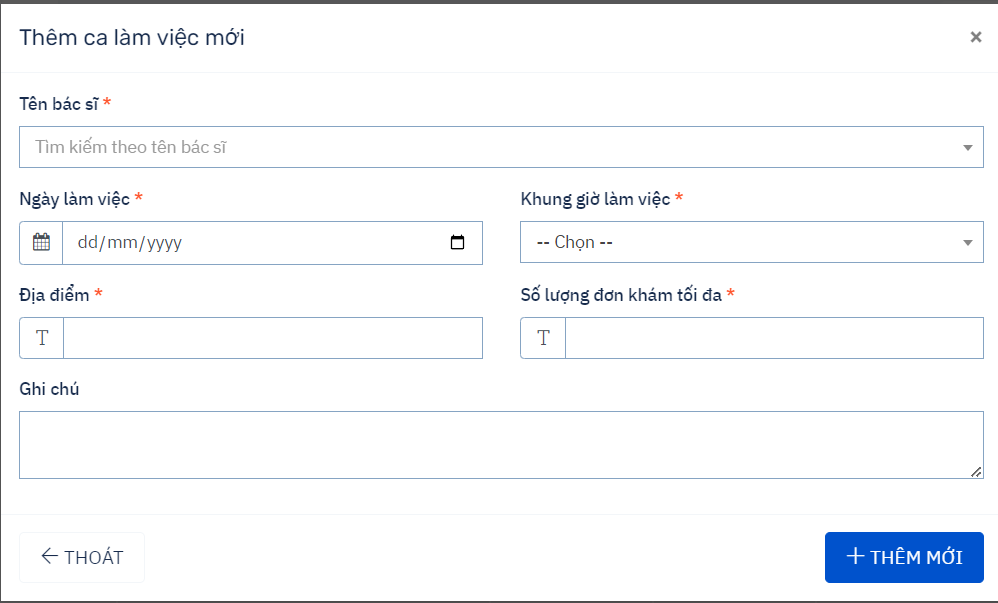 Thêm ca làm việc mới
×
Tên bác sĩ *
Tìm kiếm theo tên bác sĩ
Ngày làm việc *
Khung giờ làm việc *
dd/mm/yyyy
-- Chọn --
Địa điểm *
Số lượng đơn khám tối đa *
T
T
Ghi chú
← THOÁT
+ THÊM MỚI